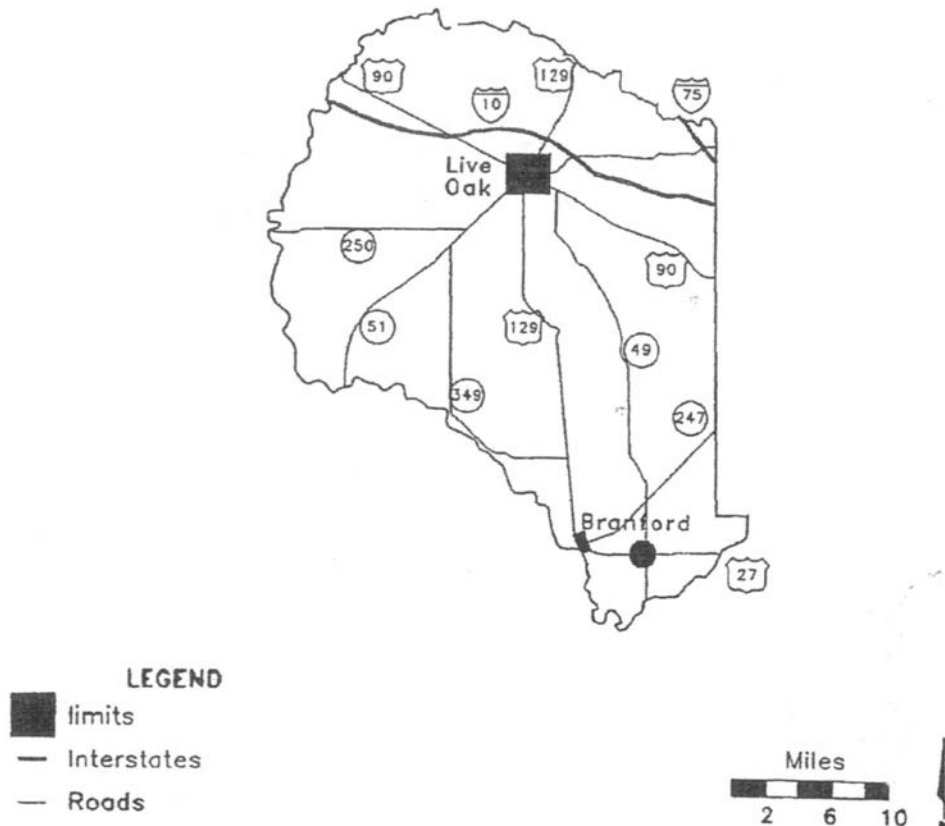 90
129
75
10
Live
Oak
250
90
51
129
49
349
247
Branford
27
LEGEND
limits
Interstates
Roads
Miles
2 6 10